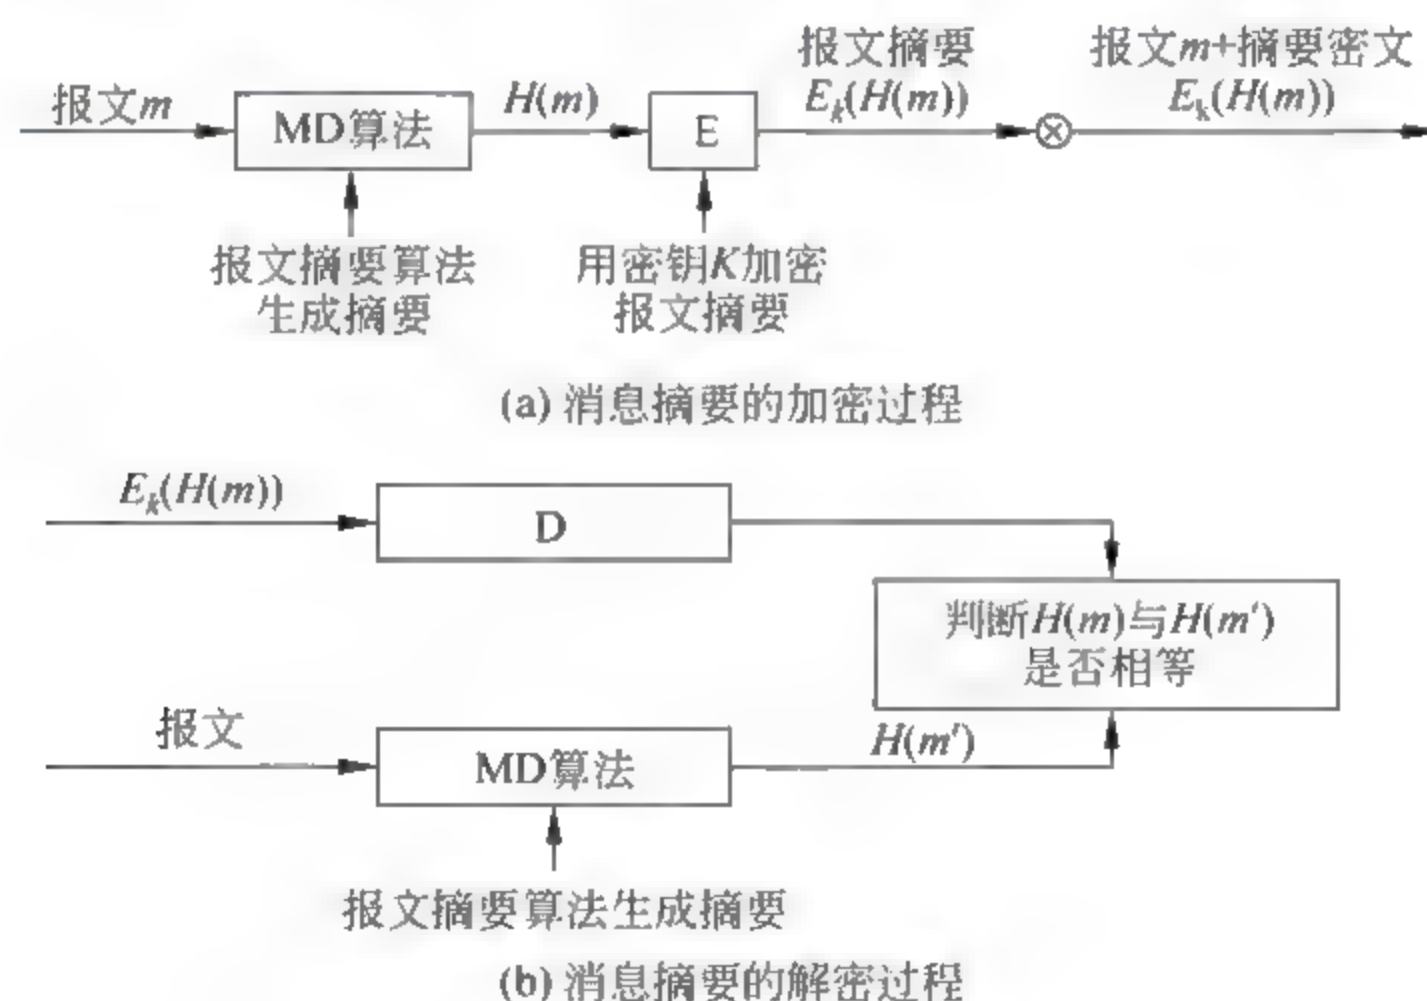 报文摘要
报文m+摘要密文
报文m
MD算法
H(m)
E
E_k(H(m))
E_k(H(m))
报文摘要算法
生成摘要
用密钥K加密
报文摘要
(a) 消息摘要的加密过程
E_k(H(m))
D
判断H(m)与H(m')
是否相等
报文
MD算法
H(m')
报文摘要算法生成摘要
(b) 消息摘要的解密过程